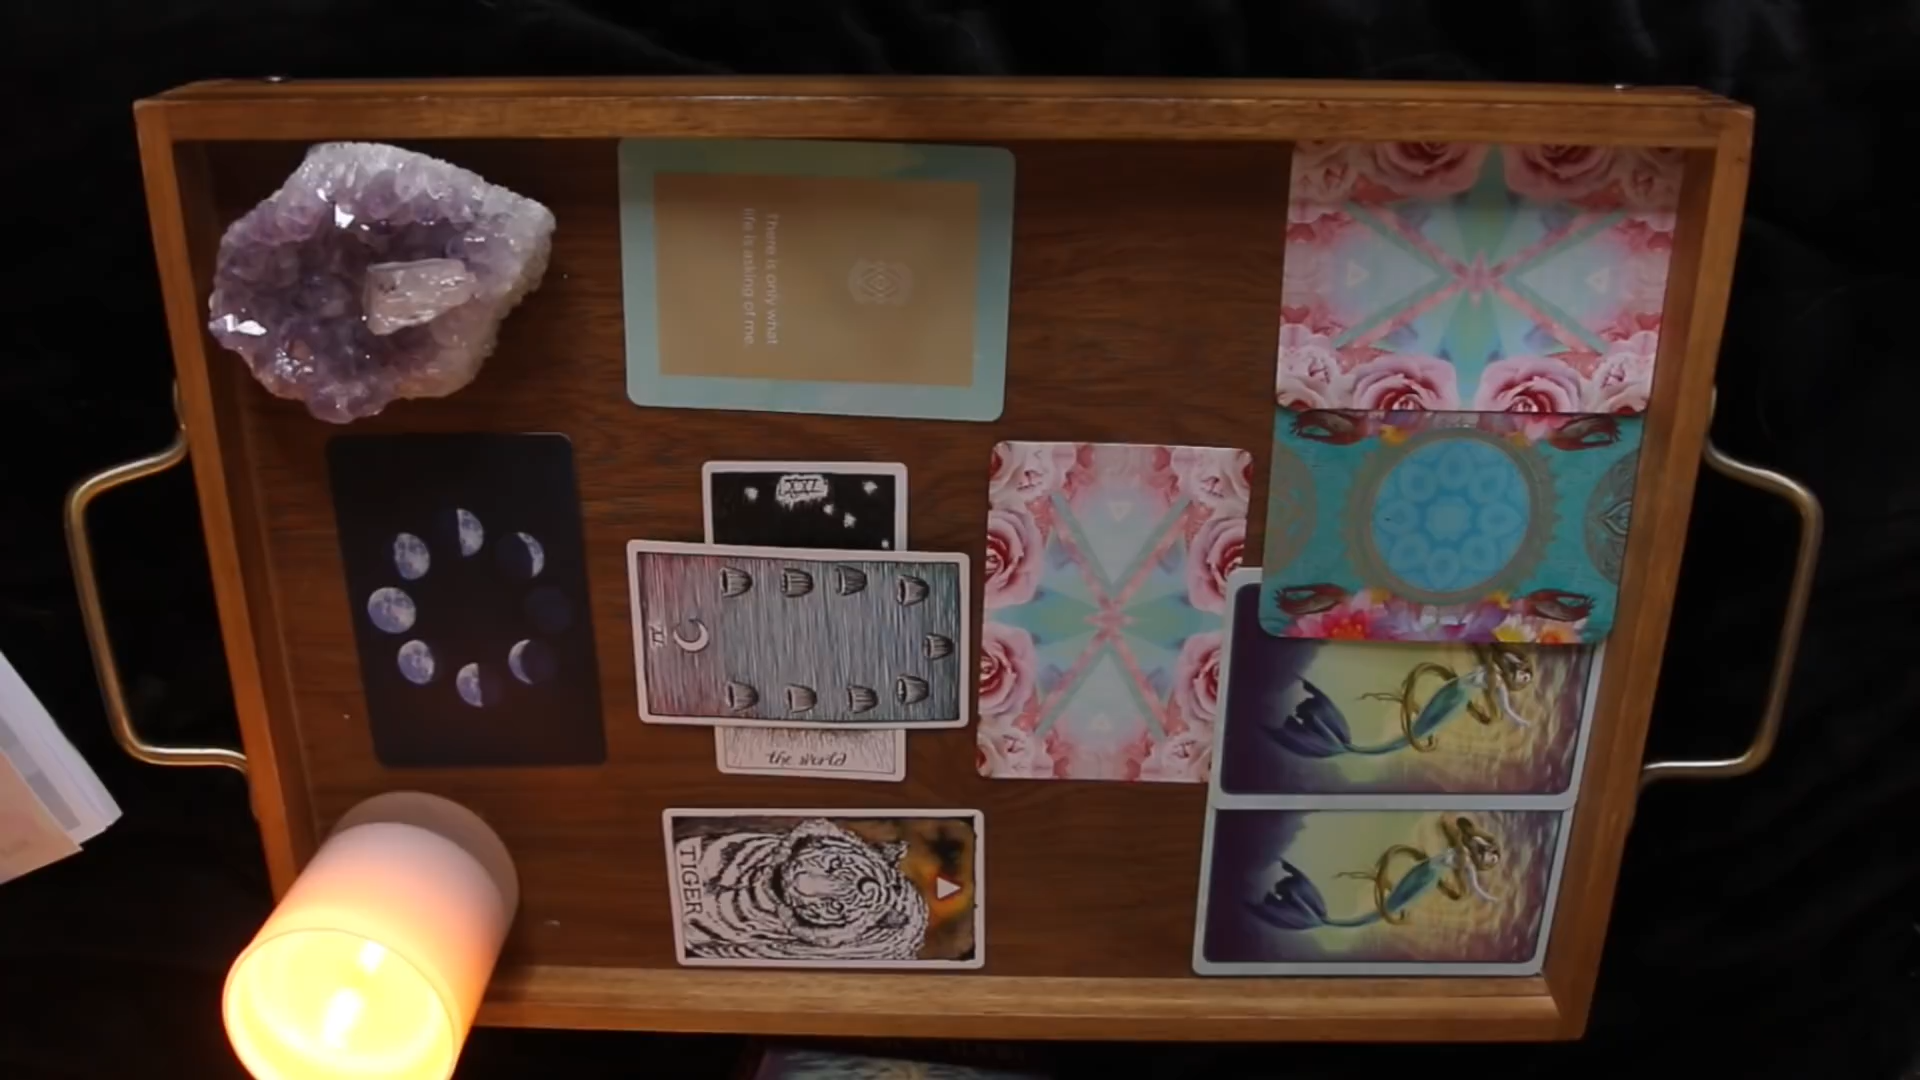 There is only what
life is asking of me.
XXI
the world
TIGER